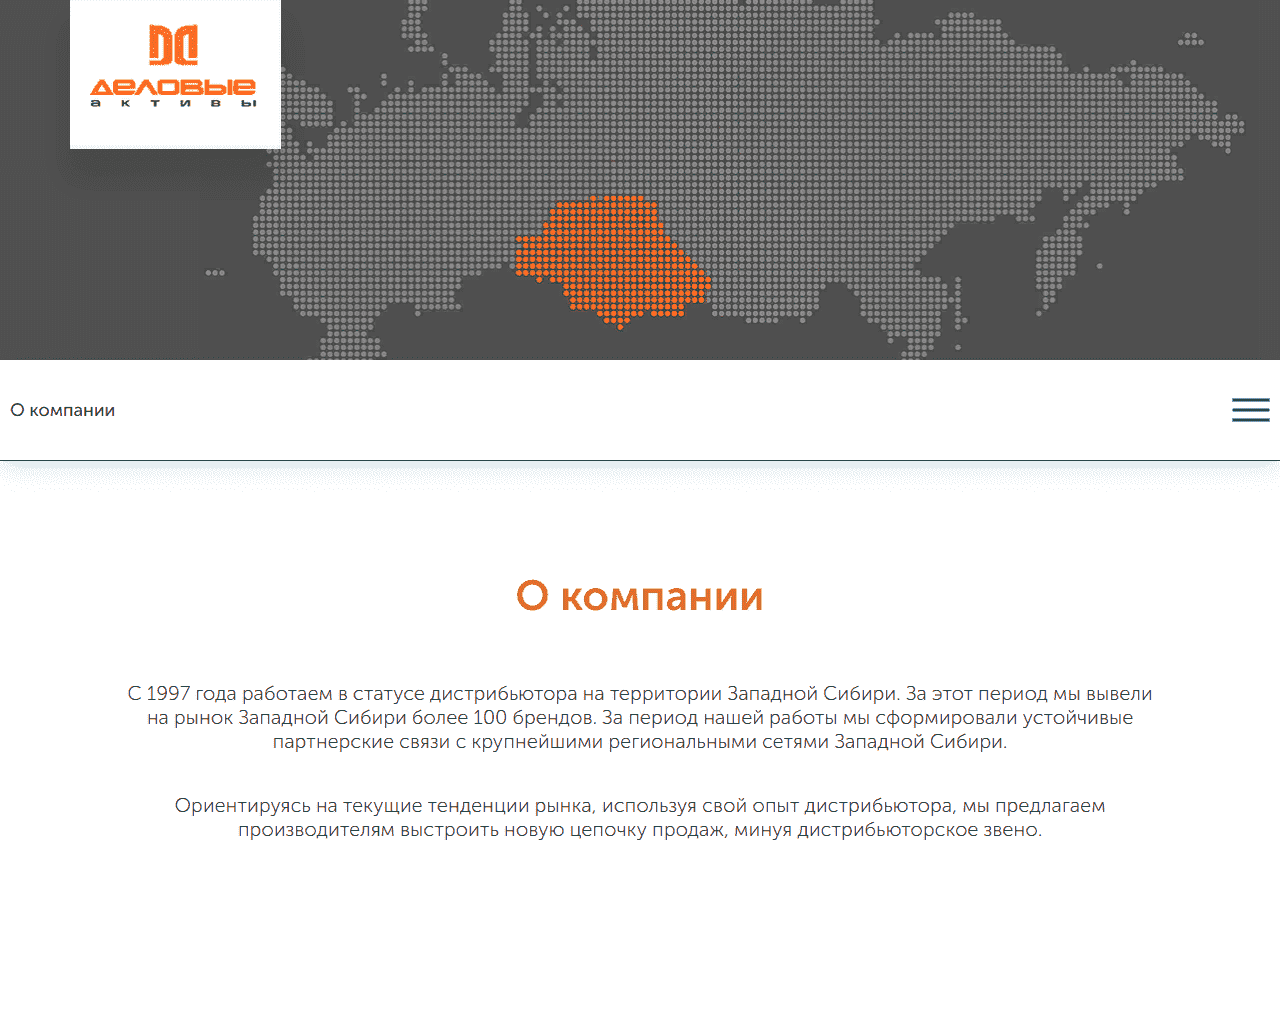 деловые
активы
О компании
О компании
С 1997 года работаем в статусе дистрибьютора на территории Западной Сибири. За этот период мы вывели
на рынок Западной Сибири более 100 брендов. За период нашей работы мы сформировали устойчивые
партнерские связи с крупнейшими региональными сетями Западной Сибири.
Ориентируясь на текущие тенденции рынка, используя свой опыт дистрибьютора, мы предлагаем
производителям выстроить новую цепочку продаж, минуя дистрибьюторское звено.